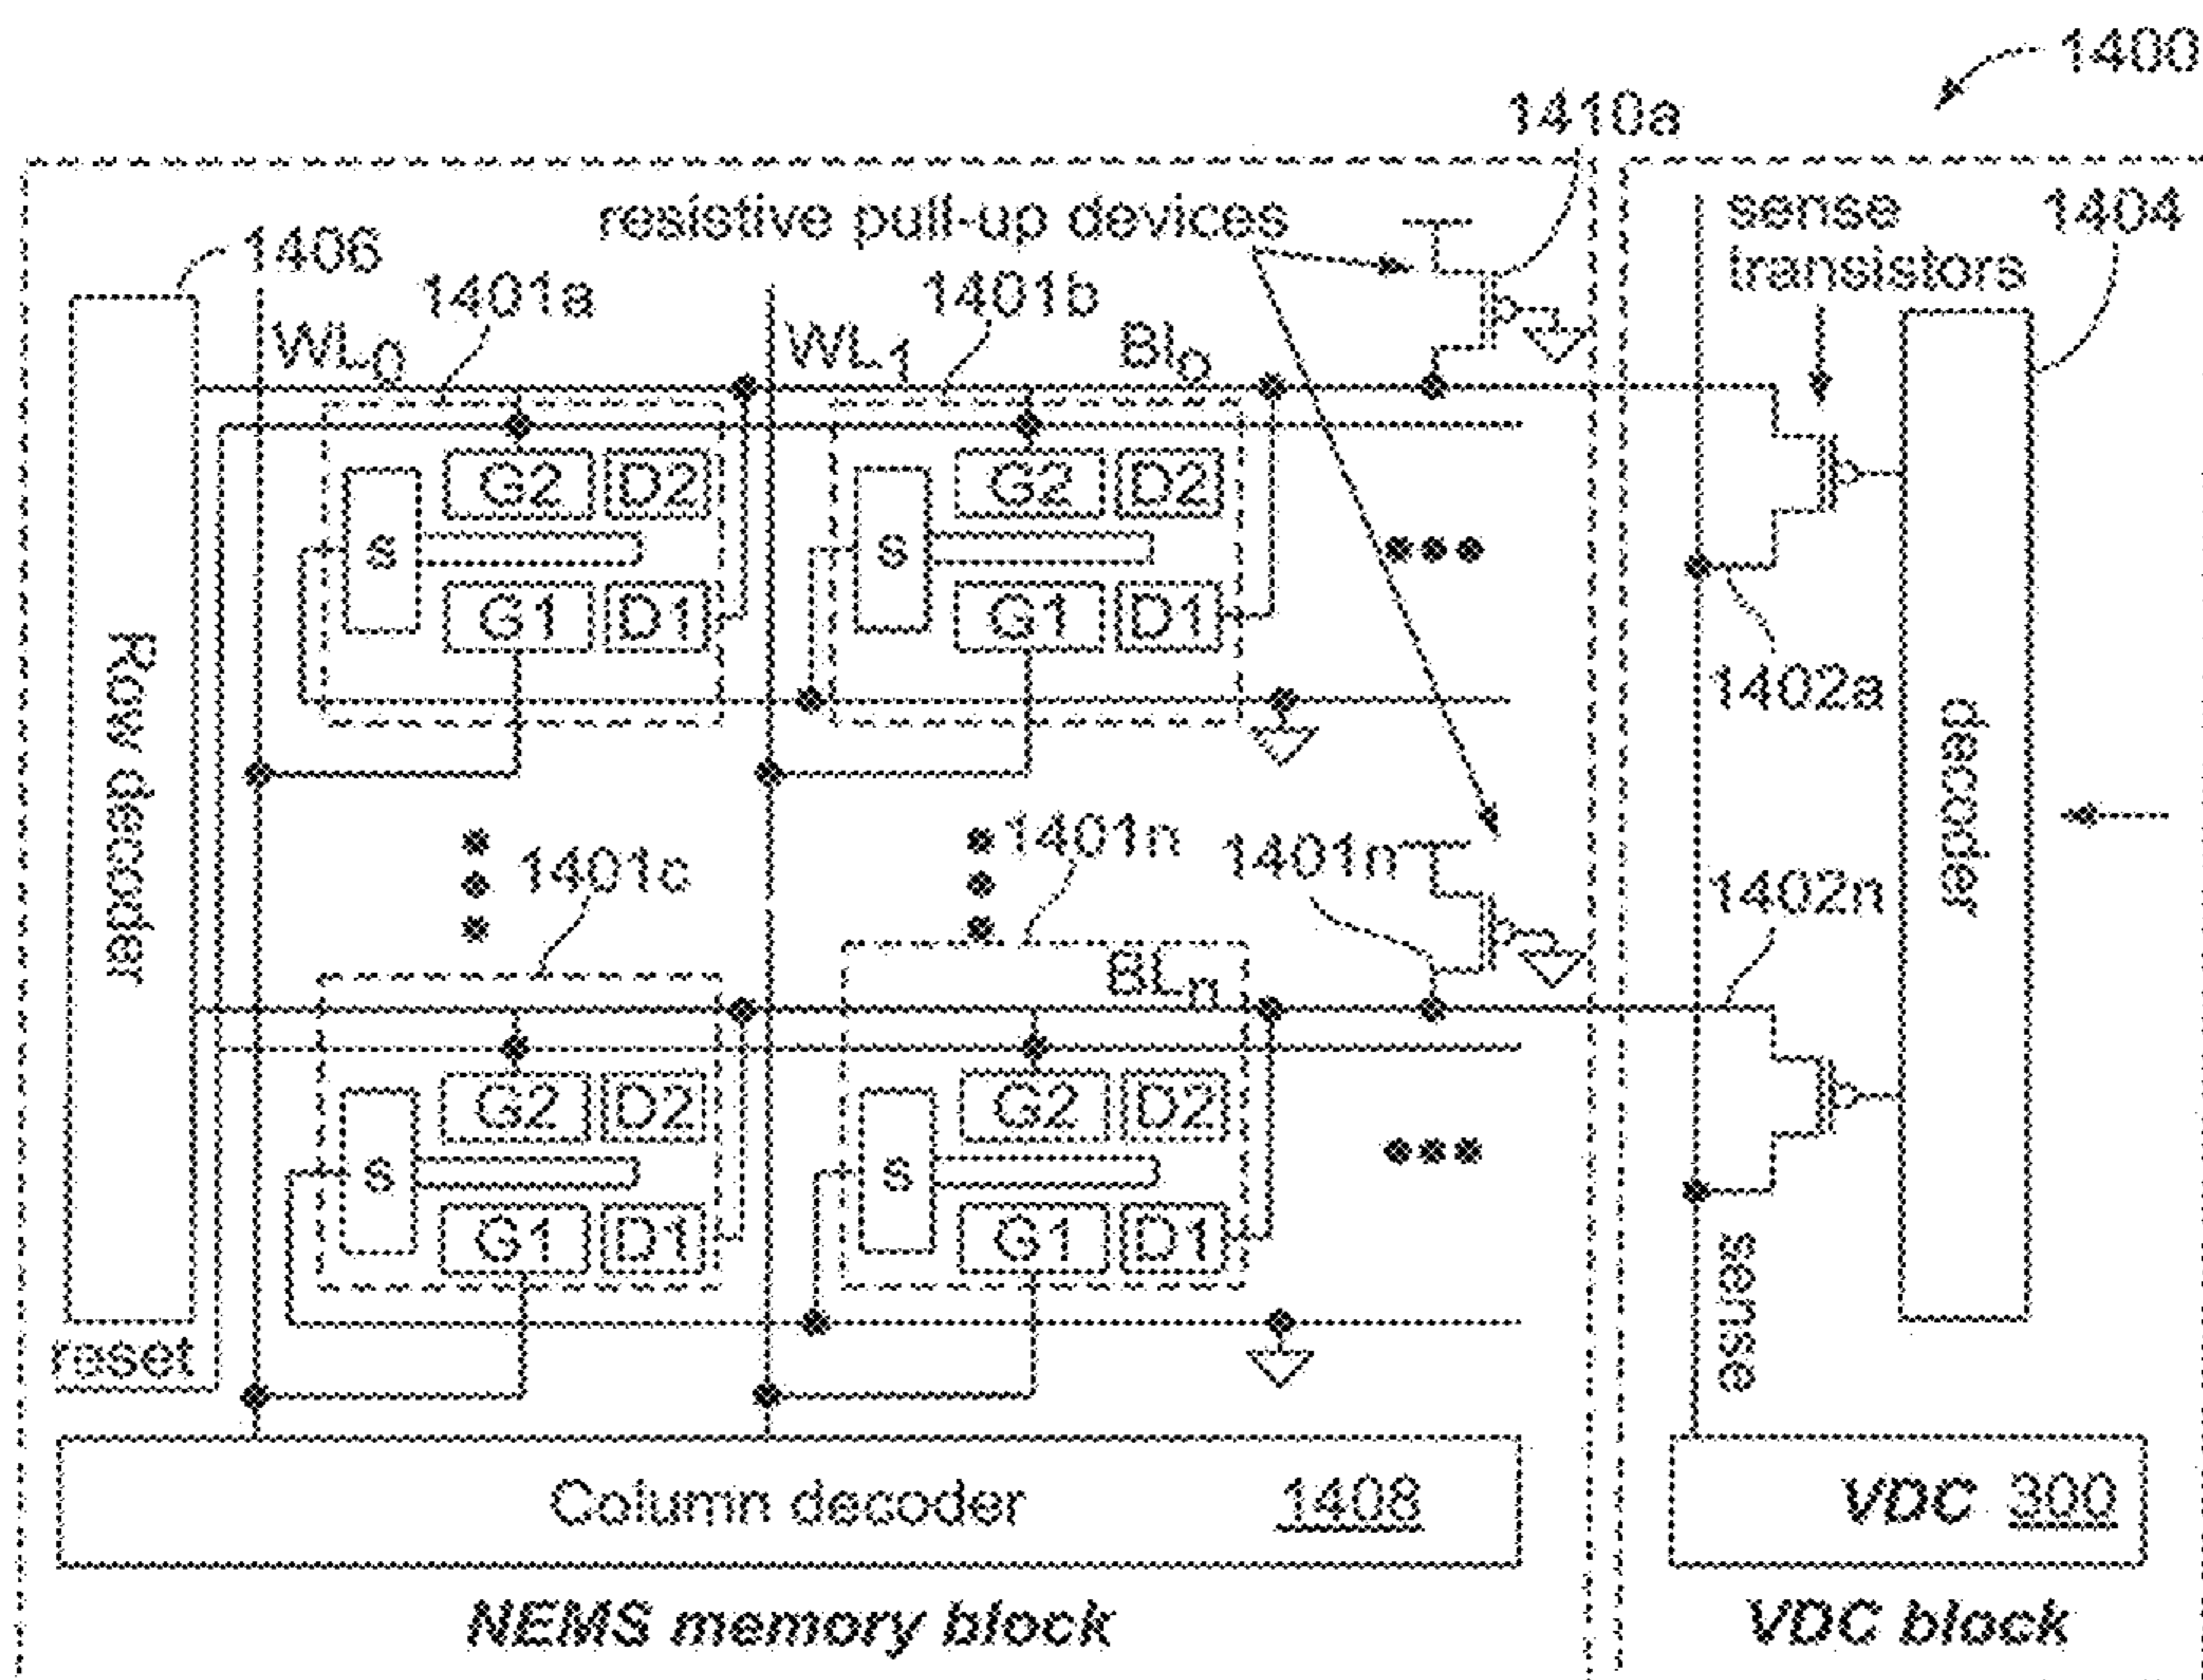 1400
1410a
resistive pull-up devices
sense
transistors
1404
1406
1401a
1401b
WL0
WL1
Bl0
G2 D2
G2 D2
S
S
G1 D1
G1 D1
1402a
Row decoder
decoder
1401c
1401n
1401n
1402n
BLn
G2 D2
G2 D2
S
S
G1 D1
G1 D1
sense
reset
Column decoder 1408
VDC 300
NEMS memory block
VDC block